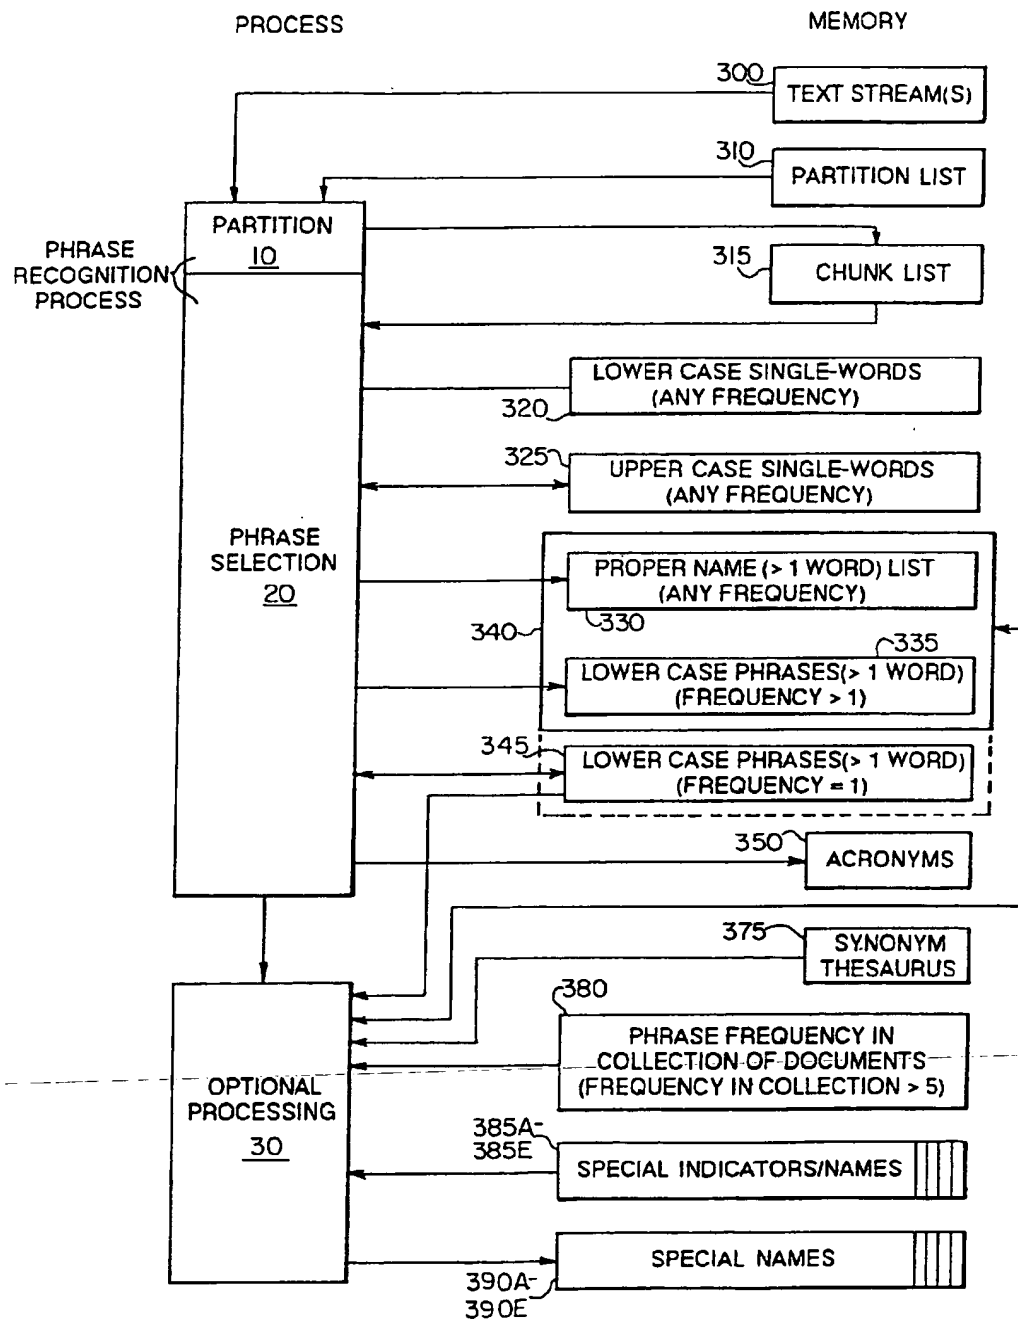 PROCESS
MEMORY
300
TEXT STREAM(S)
310
PARTITION LIST
PARTITION
10
PHRASE
RECOGNITION
PROCESS
315
CHUNK LIST
LOWER CASE SINGLE-WORDS
(ANY FREQUENCY)
320
325
UPPER CASE SINGLE-WORDS
(ANY FREQUENCY)
PHRASE
SELECTION
20
PROPER NAME (> 1 WORD) LIST
(ANY FREQUENCY)
330
340
335
LOWER CASE PHRASES(> 1 WORD)
(FREQUENCY > 1)
345
LOWER CASE PHRASES(> 1 WORD)
(FREQUENCY = 1)
350
ACRONYMS
375
SYNONYM
THESAURUS
380
PHRASE FREQUENCY IN
COLLECTION OF DOCUMENTS
(FREQUENCY IN COLLECTION > 5)
OPTIONAL
PROCESSING
30
385A-
385E
SPECIAL INDICATORS/NAMES
SPECIAL NAMES
390A-
390E